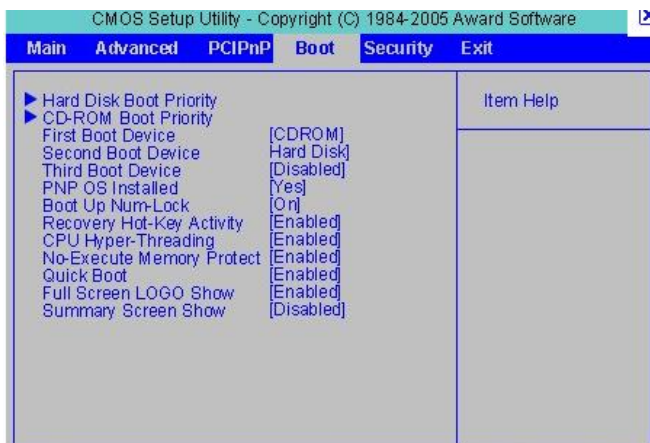 CMOS Setup Utility - Copyright (C) 1984-2005 Award Software
Main Advanced PCIPnP Boot Security Exit
Hard Disk Boot Priority
CD-ROM Boot Priority
First Boot Device [CDROM]
Second Boot Device Hard Disk]
Third Boot Device [Disabled]
PNP OS Installed [Yes]
Boot Up Num-Lock [On]
Recovery Hot-Key Activity [Enabled]
CPU Hyper-Threading [Enabled]
No-Execute Memory Protect [Enabled]
Quick Boot [Enabled]
Full Screen LOGO Show [Enabled]
Summary Screen Show [Disabled]
Item Help